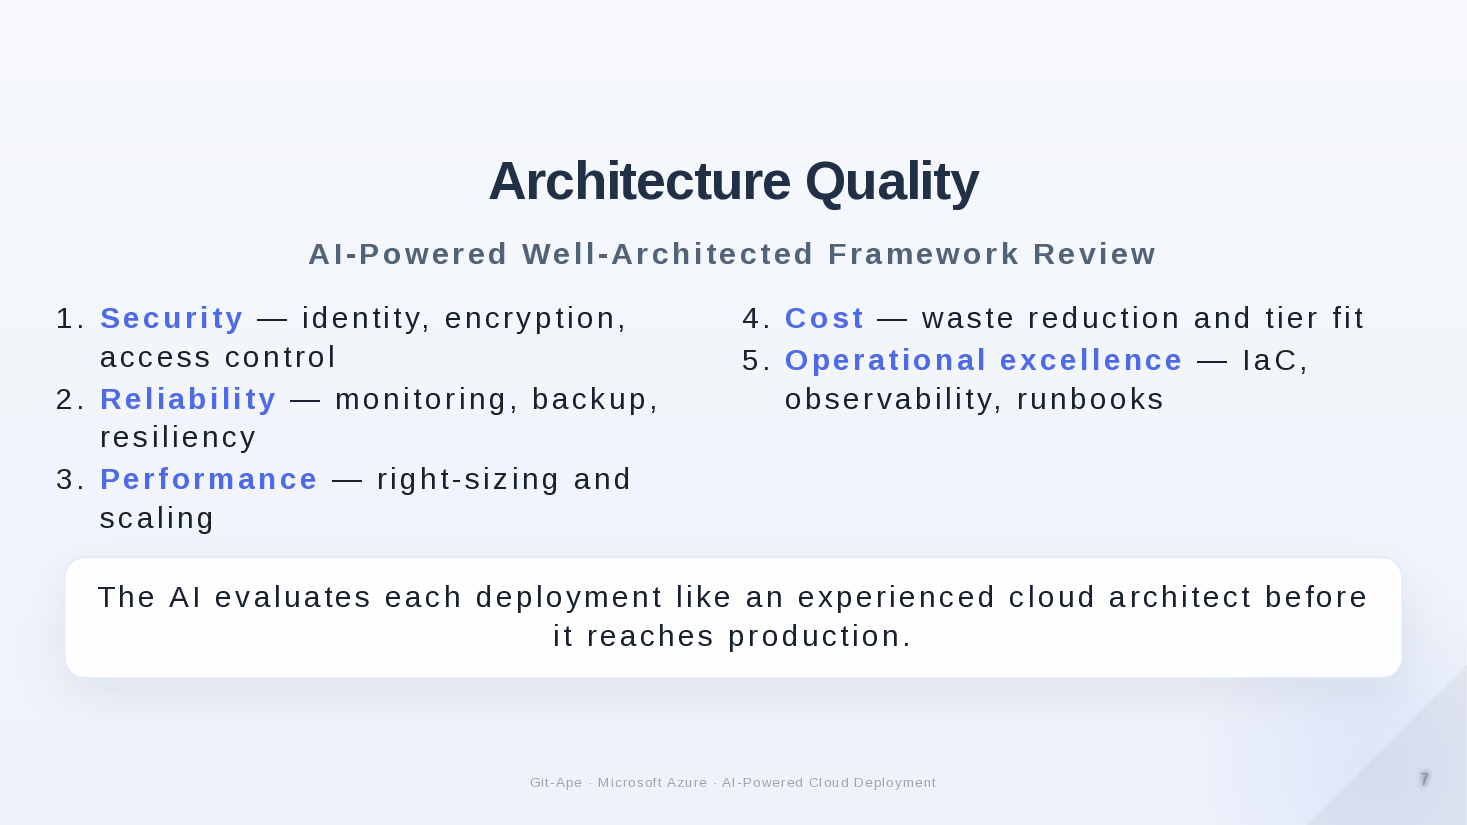 Architecture Quality
AI-Powered Well-Architected Framework Review
1. Security — identity, encryption,
access control
2. Reliability — monitoring, backup,
resiliency
3. Performance — right-sizing and
scaling
4. Cost — waste reduction and tier fit
5. Operational excellence — IaC,
observability, runbooks
The AI evaluates each deployment like an experienced cloud architect before
it reaches production.
Git-Ape · Microsoft Azure · AI-Powered Cloud Deployment
7